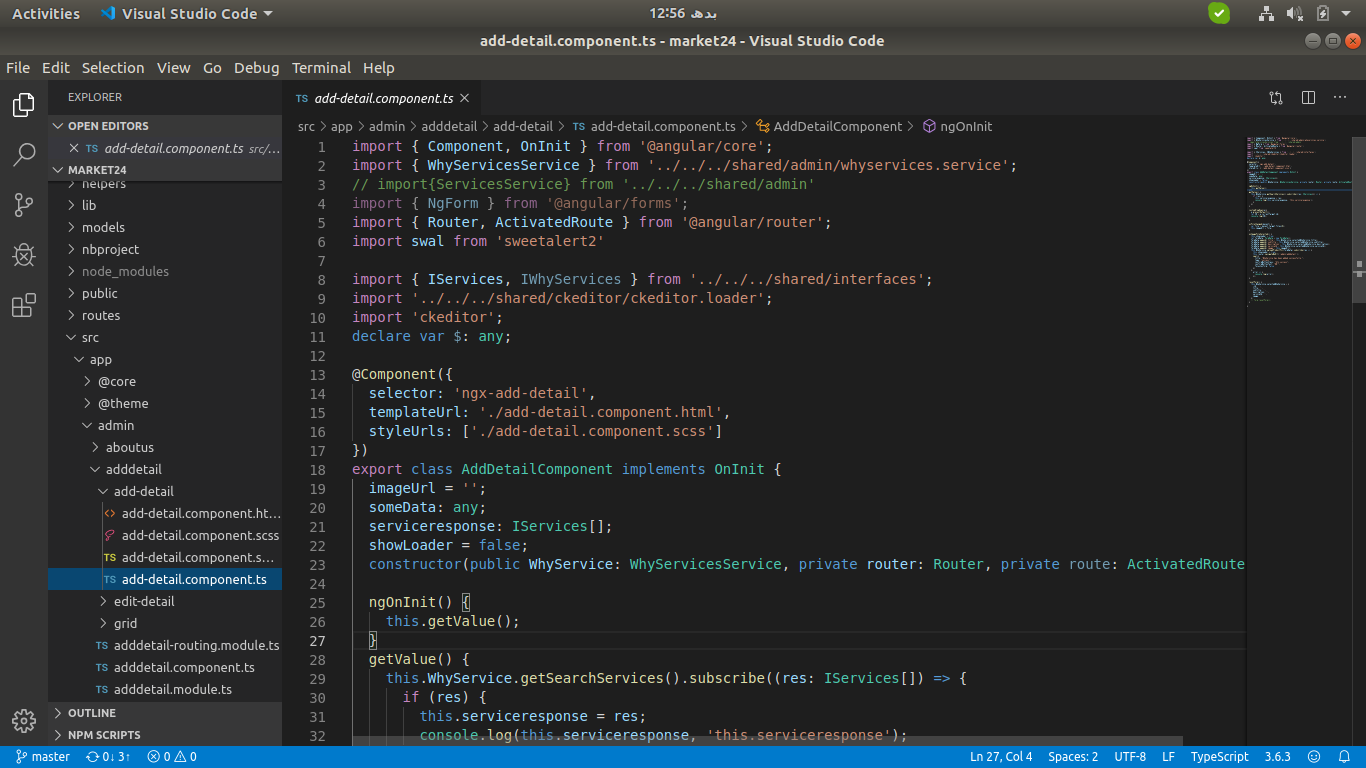 Activities
Visual Studio Code
12:56 بدھ
add-detail.component.ts - market24 - Visual Studio Code
File Edit Selection View Go Debug Terminal Help
EXPLORER
OPEN EDITORS
add-detail.component.ts src/...
MARKET24
helpers
lib
models
nbproject
node_modules
public
routes
src
app
@core
@theme
admin
aboutus
adddetail
add-detail
add-detail.component.ht...
add-detail.component.scss
TS add-detail.component.s...
TS add-detail.component.ts
edit-detail
grid
TS adddetail-routing.module.ts
TS adddetail.component.ts
TS adddetail.module.ts
OUTLINE
NPM SCRIPTS
TS add-detail.component.ts
src > app > admin > adddetail > add-detail > TS add-detail.component.ts > AddDetailComponent > ngOnInit
1 import { Component, OnInit } from '@angular/core';
2 import { WhyServicesService } from '../../../shared/admin/whyservices.service';
3 // import{ServicesService} from '../../../shared/admin'
4 import { NgForm } from '@angular/forms';
5 import { Router, ActivatedRoute } from '@angular/router';
6 import swal from 'sweetalert2'
7
8 import { IServices, IWhyServices } from '../../../shared/interfaces';
9 import '../../../shared/ckeditor/ckeditor.loader';
10 import 'ckeditor';
11 declare var $: any;
12
13 @Component({
14 selector: 'ngx-add-detail',
15 templateUrl: './add-detail.component.html',
16 styleUrls: ['./add-detail.component.scss']
17 })
18 export class AddDetailComponent implements OnInit {
19 imageUrl = '';
20 someData: any;
21 serviceresponse: IServices[];
22 showLoader = false;
23 constructor(public WhyService: WhyServicesService, private router: Router, private route: ActivatedRoute
24
25 ngOnInit() {
26 this.getValue();
27 }
28 getValue() {
29 this.WhyService.getSearchServices().subscribe((res: IServices[]) => {
30 if (res) {
31 this.serviceresponse = res;
32 console.log(this.serviceresponse, 'this.serviceresponse');
master 0↓ 3↑ 0 0 Ln 27, Col 4 Spaces: 2 UTF-8 LF TypeScript 3.6.3